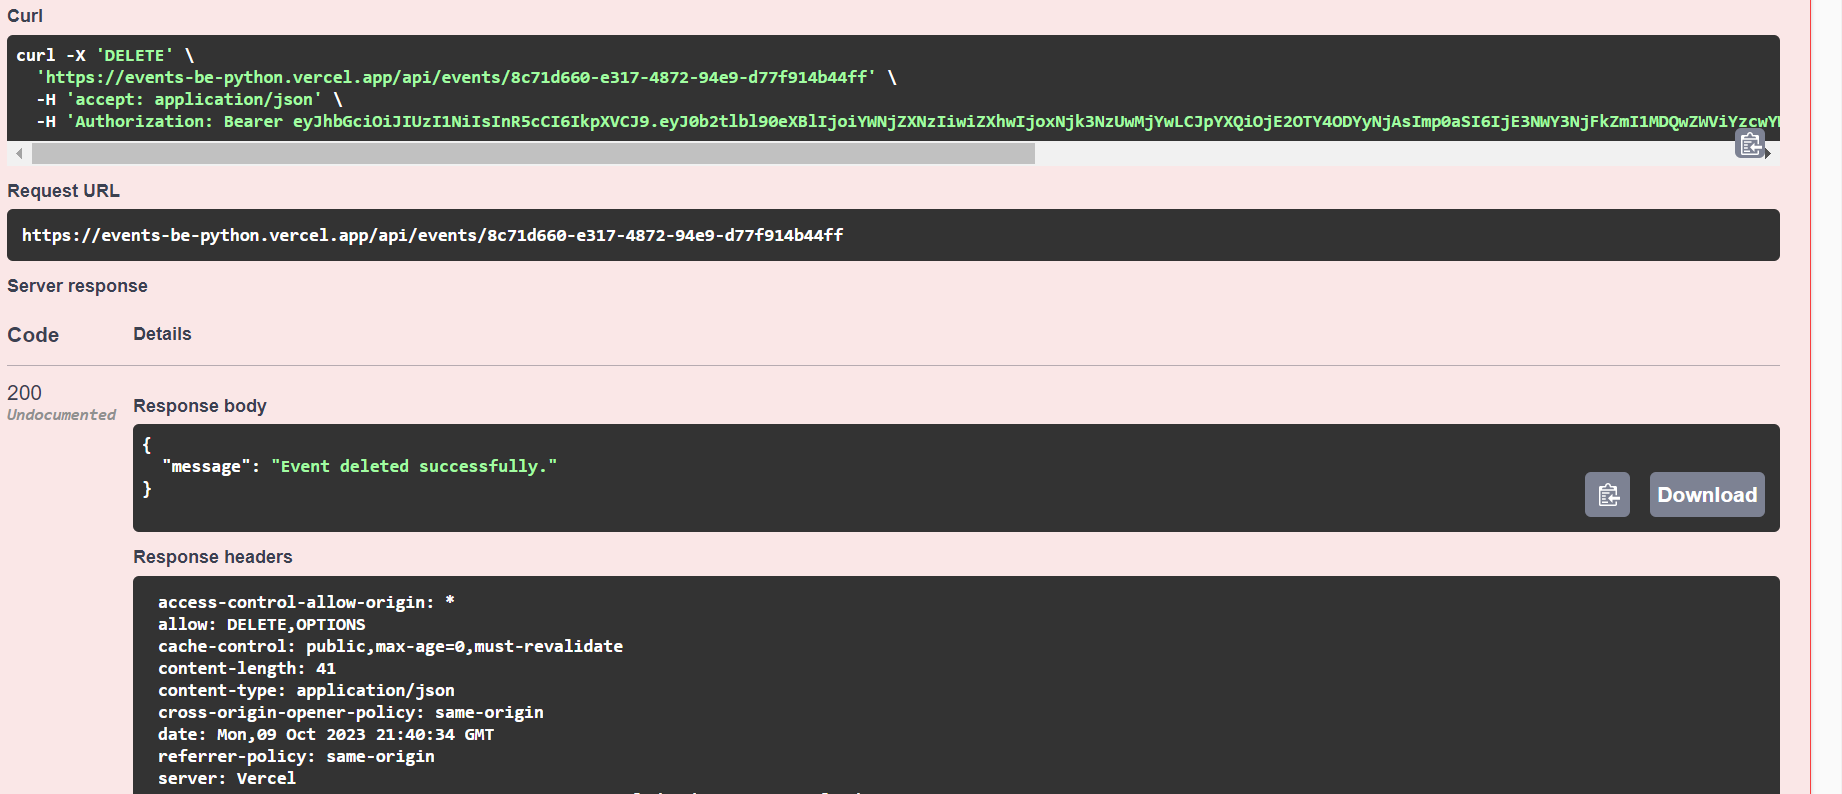 Curl
curl -X 'DELETE' \
'https://events-be-python.vercel.app/api/events/8c71d660-e317-4872-94e9-d77f914b44ff' \
-H 'accept: application/json' \
-H 'Authorization: Bearer eyJhbGciOiJIUzI1NiIsInR5cCI6IkpXVCJ9.eyJ0b2tlbl90eXBlIjoiYWNjZXNzIiwiZXhwIjoxNjk3NzUwMjYwLCJpYXQiOjE2OTY4ODYyNjAsImp0aSI6IjE3NWY3NjFkZmI1MDQwZWViYzcwY
Request URL
https://events-be-python.vercel.app/api/events/8c71d660-e317-4872-94e9-d77f914b44ff
Server response
Code Details
200
Undocumented
Response body
{
"message": "Event deleted successfully."
}
Download
Response headers
access-control-allow-origin: *
allow: DELETE,OPTIONS
cache-control: public,max-age=0,must-revalidate
content-length: 41
content-type: application/json
cross-origin-opener-policy: same-origin
date: Mon,09 Oct 2023 21:40:34 GMT
referrer-policy: same-origin
server: Vercel